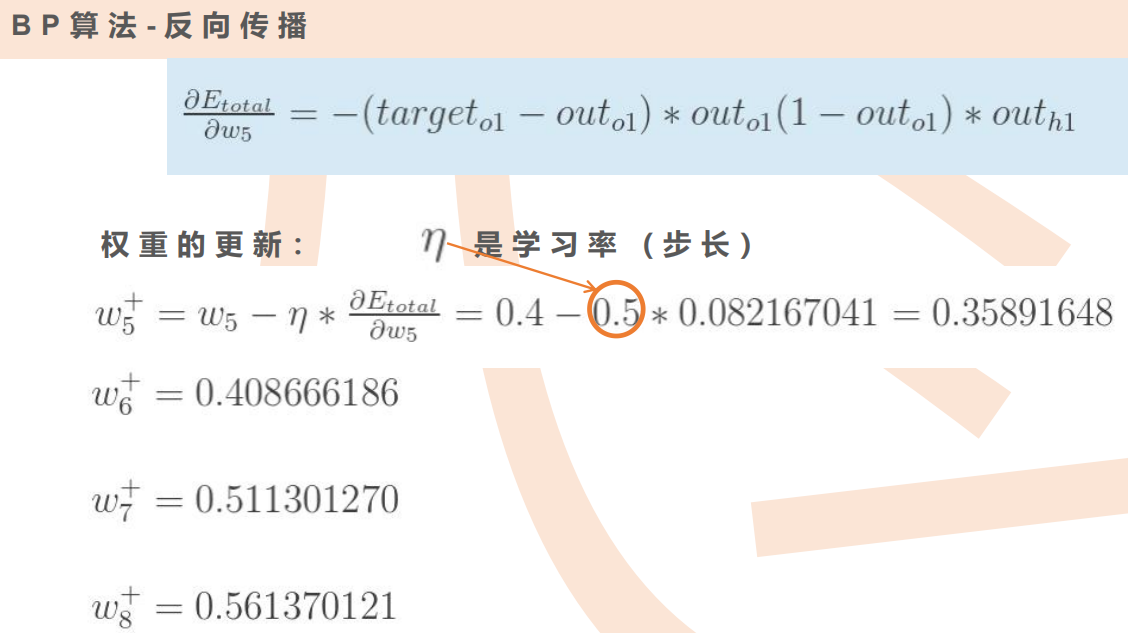 BP算法-反向传播
∂E_total/∂w_5 = −(target_o1 − out_o1) * out_o1(1 − out_o1) * out_h1
权重的更新： η 是学习率（步长）
w_5^+ = w_5 − η * ∂E_total/∂w_5 = 0.4 − 0.5 * 0.082167041 = 0.35891648
w_6^+ = 0.408666186
w_7^+ = 0.511301270
w_8^+ = 0.561370121